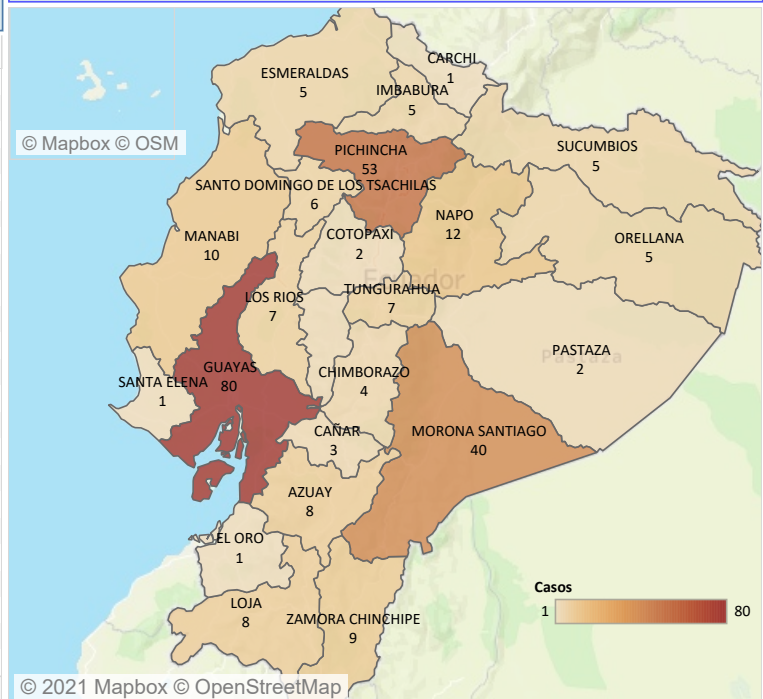 CARCHI
1
ESMERALDAS
5
IMBABURA
5
© Mapbox © OSM
PICHINCHA
53
SUCUMBIOS
5
SANTO DOMINGO DE LOS TSACHILAS
6
NAPO
12
MANABI
10
COTOPAXI
2
ORELLANA
5
Ecuador
TUNGURAHUA
7
LOS RIOS
7
PASTAZA
2
Pastaza
GUAYAS
80
SANTA ELENA
1
CHIMBORAZO
4
CAÑAR
3
MORONA SANTIAGO
40
AZUAY
8
EL ORO
1
Casos
1 80
LOJA
8
ZAMORA CHINCHIPE
9
© 2021 Mapbox © OpenStreetMap